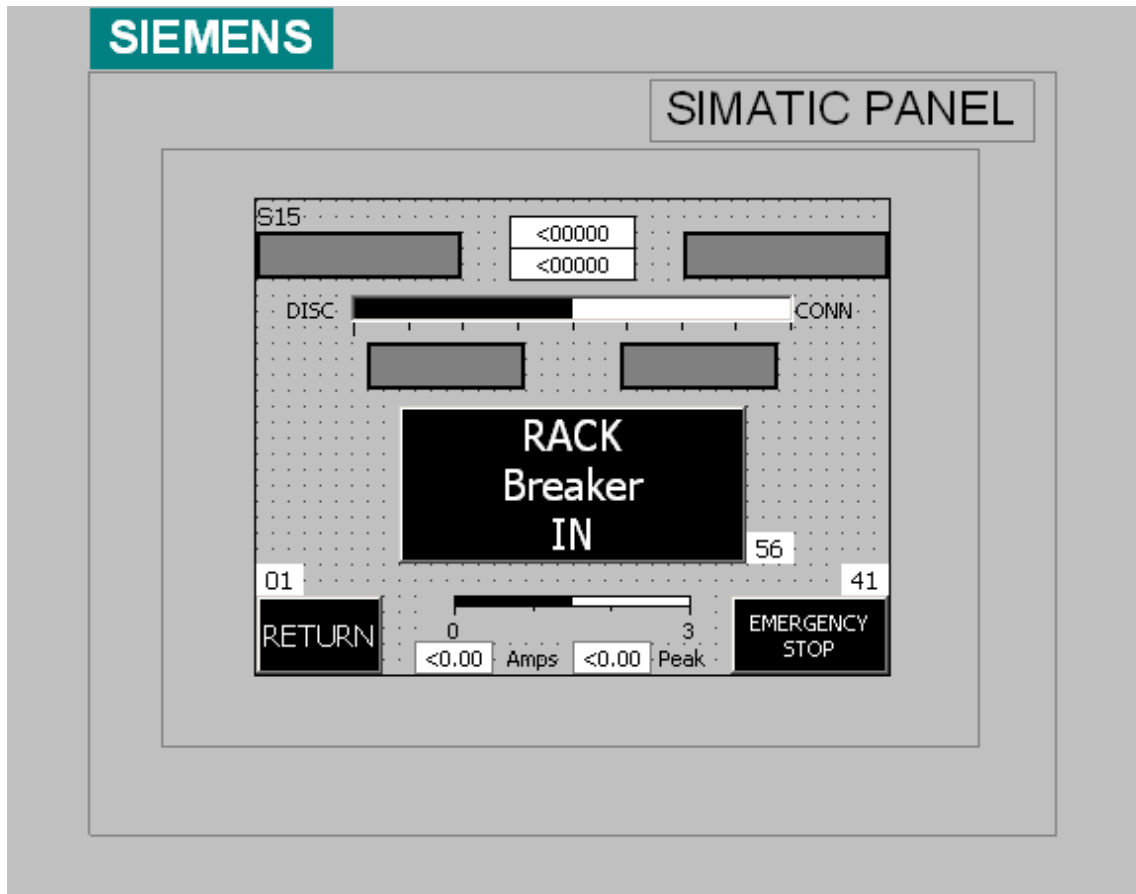 SIEMENS
SIMATIC PANEL
S15
<00000
<00000
DISC
CONN
RACK
Breaker
IN
56
01
41
RETURN
0
3
EMERGENCY
STOP
<0.00 Amps <0.00 Peak